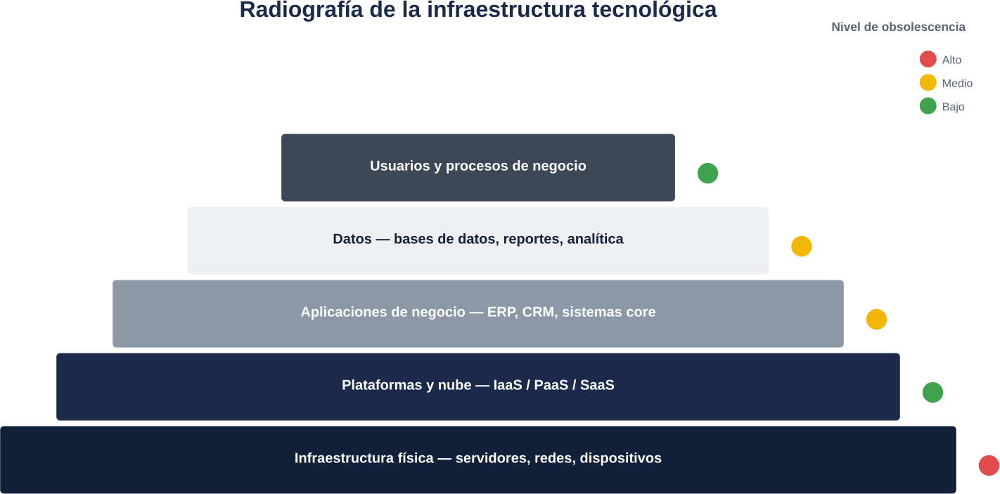 Radiografía de la infraestructura tecnológica
Nivel de obsolescencia
Alto
Medio
Bajo
Usuarios y procesos de negocio
Datos — bases de datos, reportes, analítica
Aplicaciones de negocio — ERP, CRM, sistemas core
Plataformas y nube — IaaS / PaaS / SaaS
Infraestructura física — servidores, redes, dispositivos